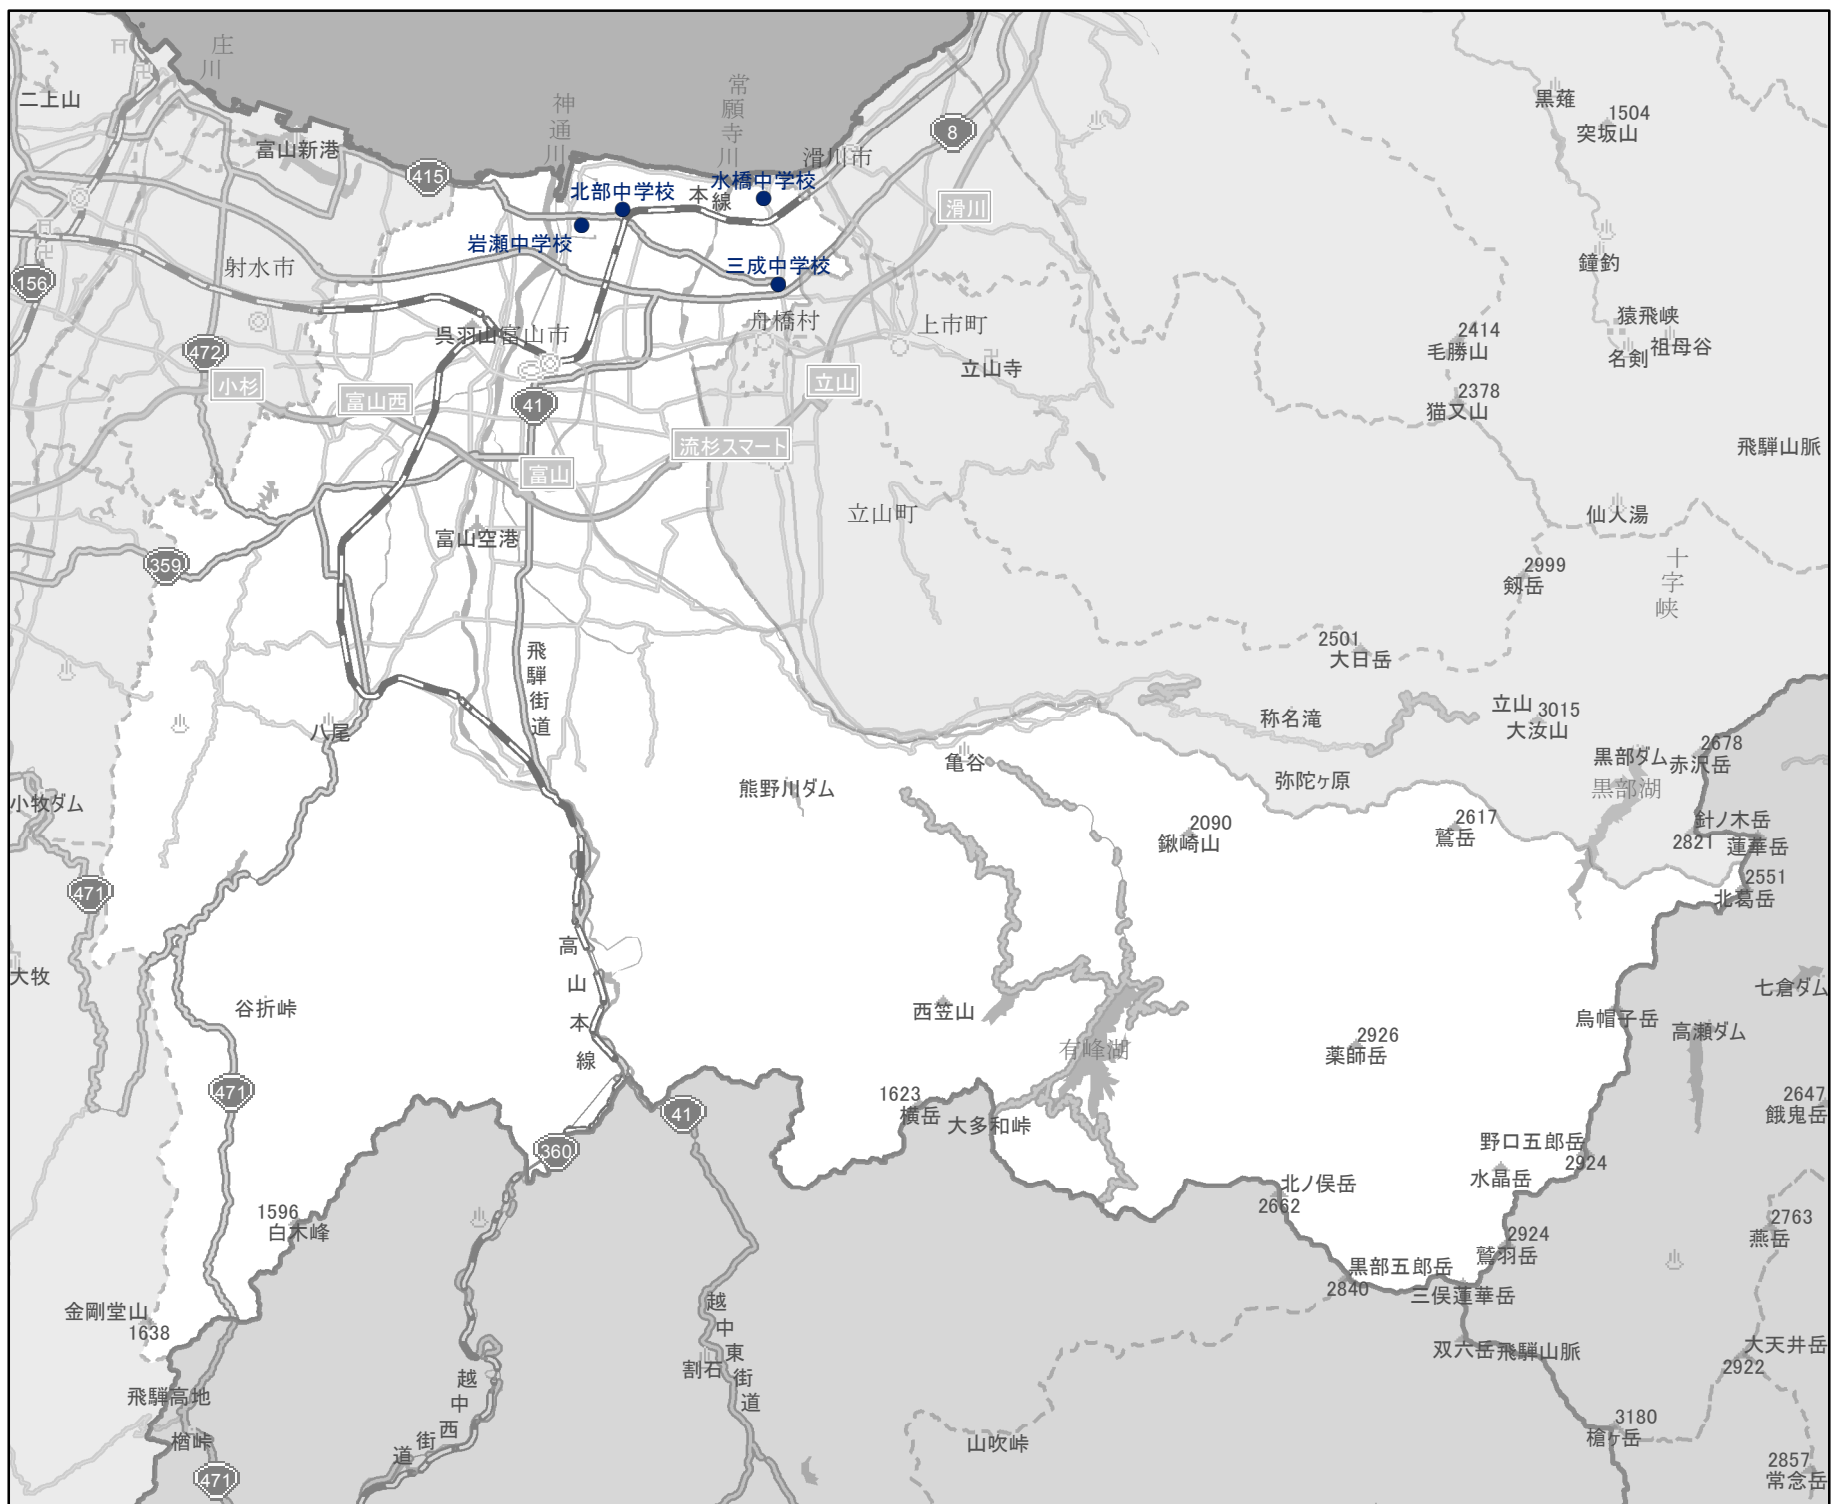 庄川
二上山
富山新港
415
神通川
常願寺川
滑川市
8
黒薙
1504
突坂山
北部中学校
本線
水橋中学校
滑川
岩瀬中学校
三成中学校
射水市
156
鐘釣
猿飛峡
祖母谷
名剣
472
呉羽山
富山市
舟橋村
上市町
立山寺
2414
毛勝山
小杉
富山西
41
立山
2378
猫又山
流杉スマート
富山
飛騨山脈
立山町
仙人湯
富山空港
359
2999
剱岳
十字峡
飛騨街道
2501
大日岳
八尾
称名滝
立山
3015
大汝山
2678
黒部ダム
赤沢岳
亀谷
弥陀ヶ原
黒部湖
小牧ダム
熊野川ダム
2090
鍬崎山
2617
鷲岳
針ノ木岳
2821
蓮華岳
471
2551
北葛岳
高山本線
大牧
谷折峠
西笠山
七倉ダム
烏帽子岳
高瀬ダム
有峰湖
2926
薬師岳
471
1623
横岳
大多和峠
41
2647
餓鬼岳
360
野口五郎岳
2924
水晶岳
北ノ俣岳
2662
1596
白木峰
2924
鷲羽岳
2763
燕岳
黒部五郎岳
2840
三俣蓮華岳
金剛堂山
1638
越中東街道
双六岳
飛騨山脈
大天井岳
2922
割石
飛騨高地
越中西街道
楢峠
山吹峠
3180
槍ヶ岳
471
2857
常念岳